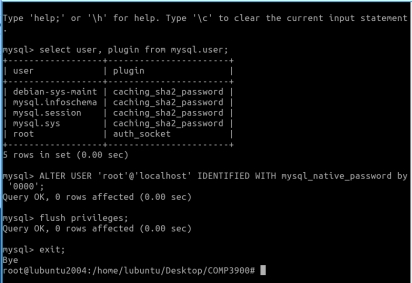 Type 'help;' or '\h' for help. Type '\c' to clear the current input statement
.
mysql> select user, plugin from mysql.user;
+------------------+-----------------------+
| user             | plugin                |
+------------------+-----------------------+
| debian-sys-maint | caching_sha2_password |
| mysql.infoschema | caching_sha2_password |
| mysql.session    | caching_sha2_password |
| mysql.sys        | caching_sha2_password |
| root             | auth_socket           |
+------------------+-----------------------+
5 rows in set (0.00 sec)
mysql> ALTER USER 'root'@'localhost' IDENTIFIED WITH mysql_native_password by
'0000';
Query OK, 0 rows affected (0.00 sec)
mysql> flush privileges;
Query OK, 0 rows affected (0.00 sec)
mysql> exit;
Bye
root@lubuntu2004:/home/lubuntu/Desktop/COMP3900#